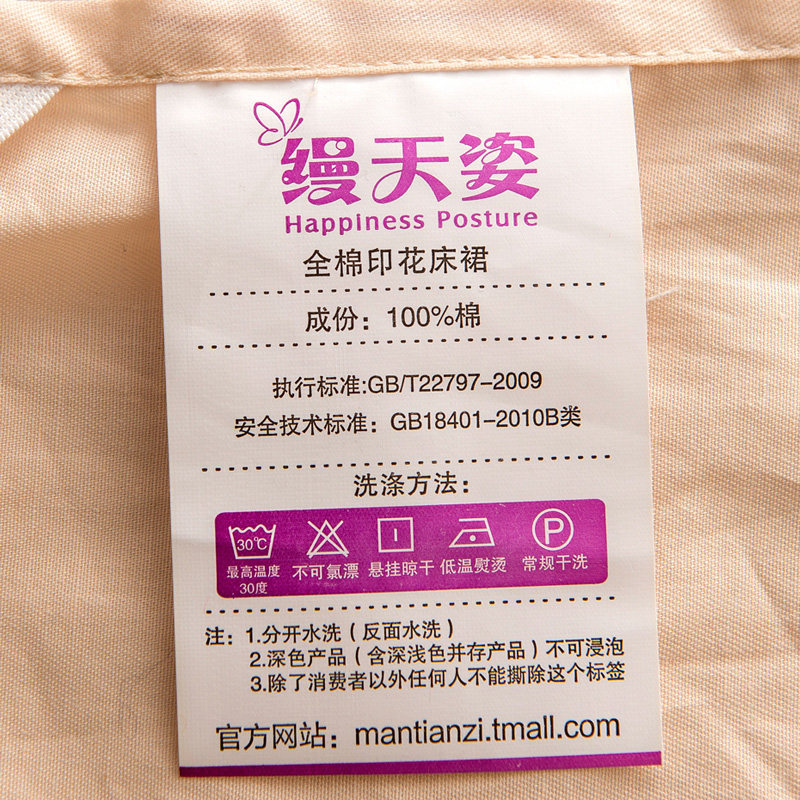 缦天姿
Happiness Posture
全棉印花床裙
成份：100%棉
执行标准:GB/T22797-2009
安全技术标准：GB18401-2010B类
洗涤方法：
30℃ P
最高温度 不可氯漂 悬挂晾干 低温熨烫 常规干洗
30度
注：1.分开水洗（反面水洗）
2.深色产品（含深浅色并存产品）不可浸泡
3.除了消费者以外任何人不能撕除这个标签
官方网站：mantianzi.tmall.com